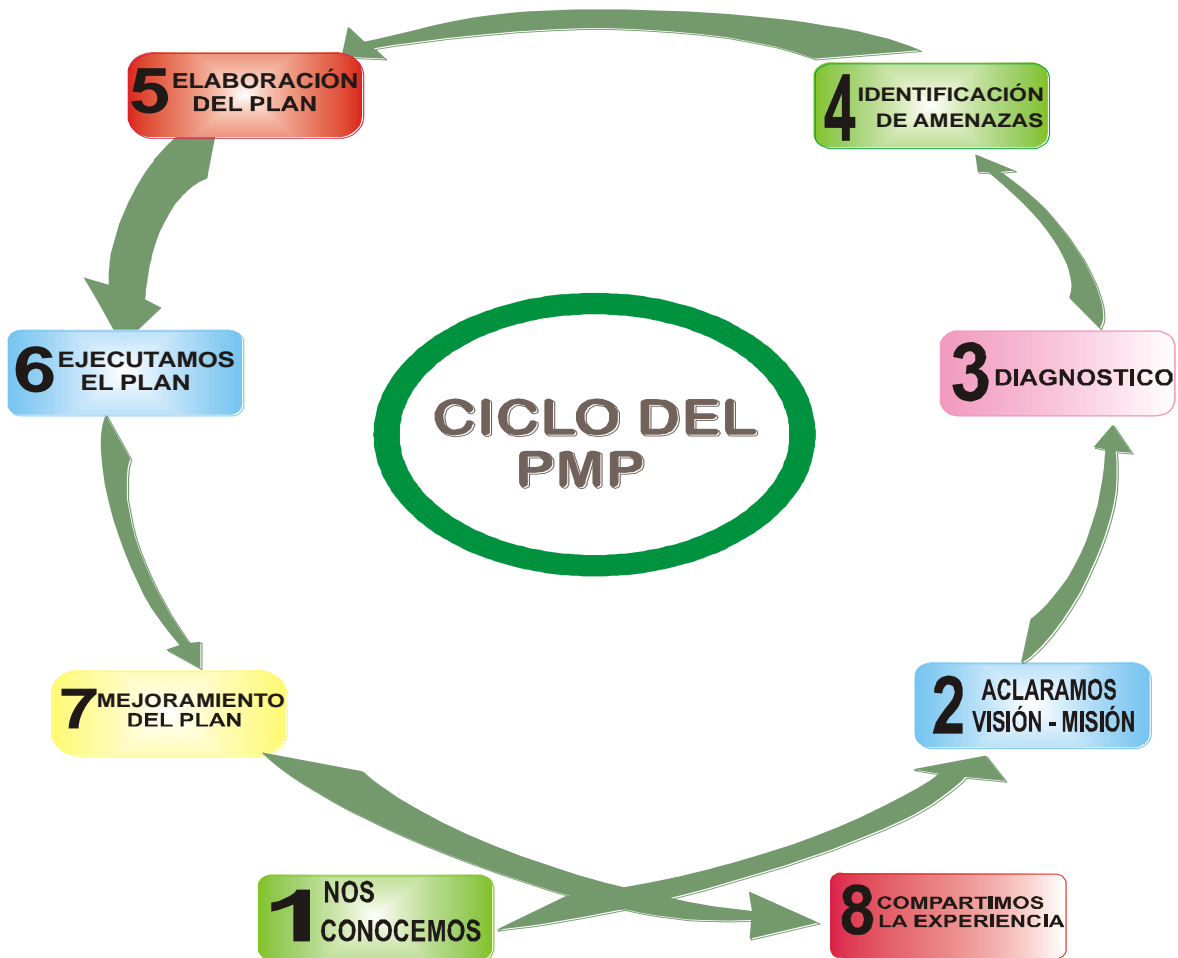 CICLO DEL
PMP
1 NOS
CONOCEMOS
2 ACLARAMOS
VISIÓN - MISIÓN
3 DIAGNOSTICO
4 IDENTIFICACIÓN
DE AMENAZAS
5 ELABORACIÓN
DEL PLAN
6 EJECUTAMOS
EL PLAN
7 MEJORAMIENTO
DEL PLAN
8 COMPARTIMOS
LA EXPERIENCIA